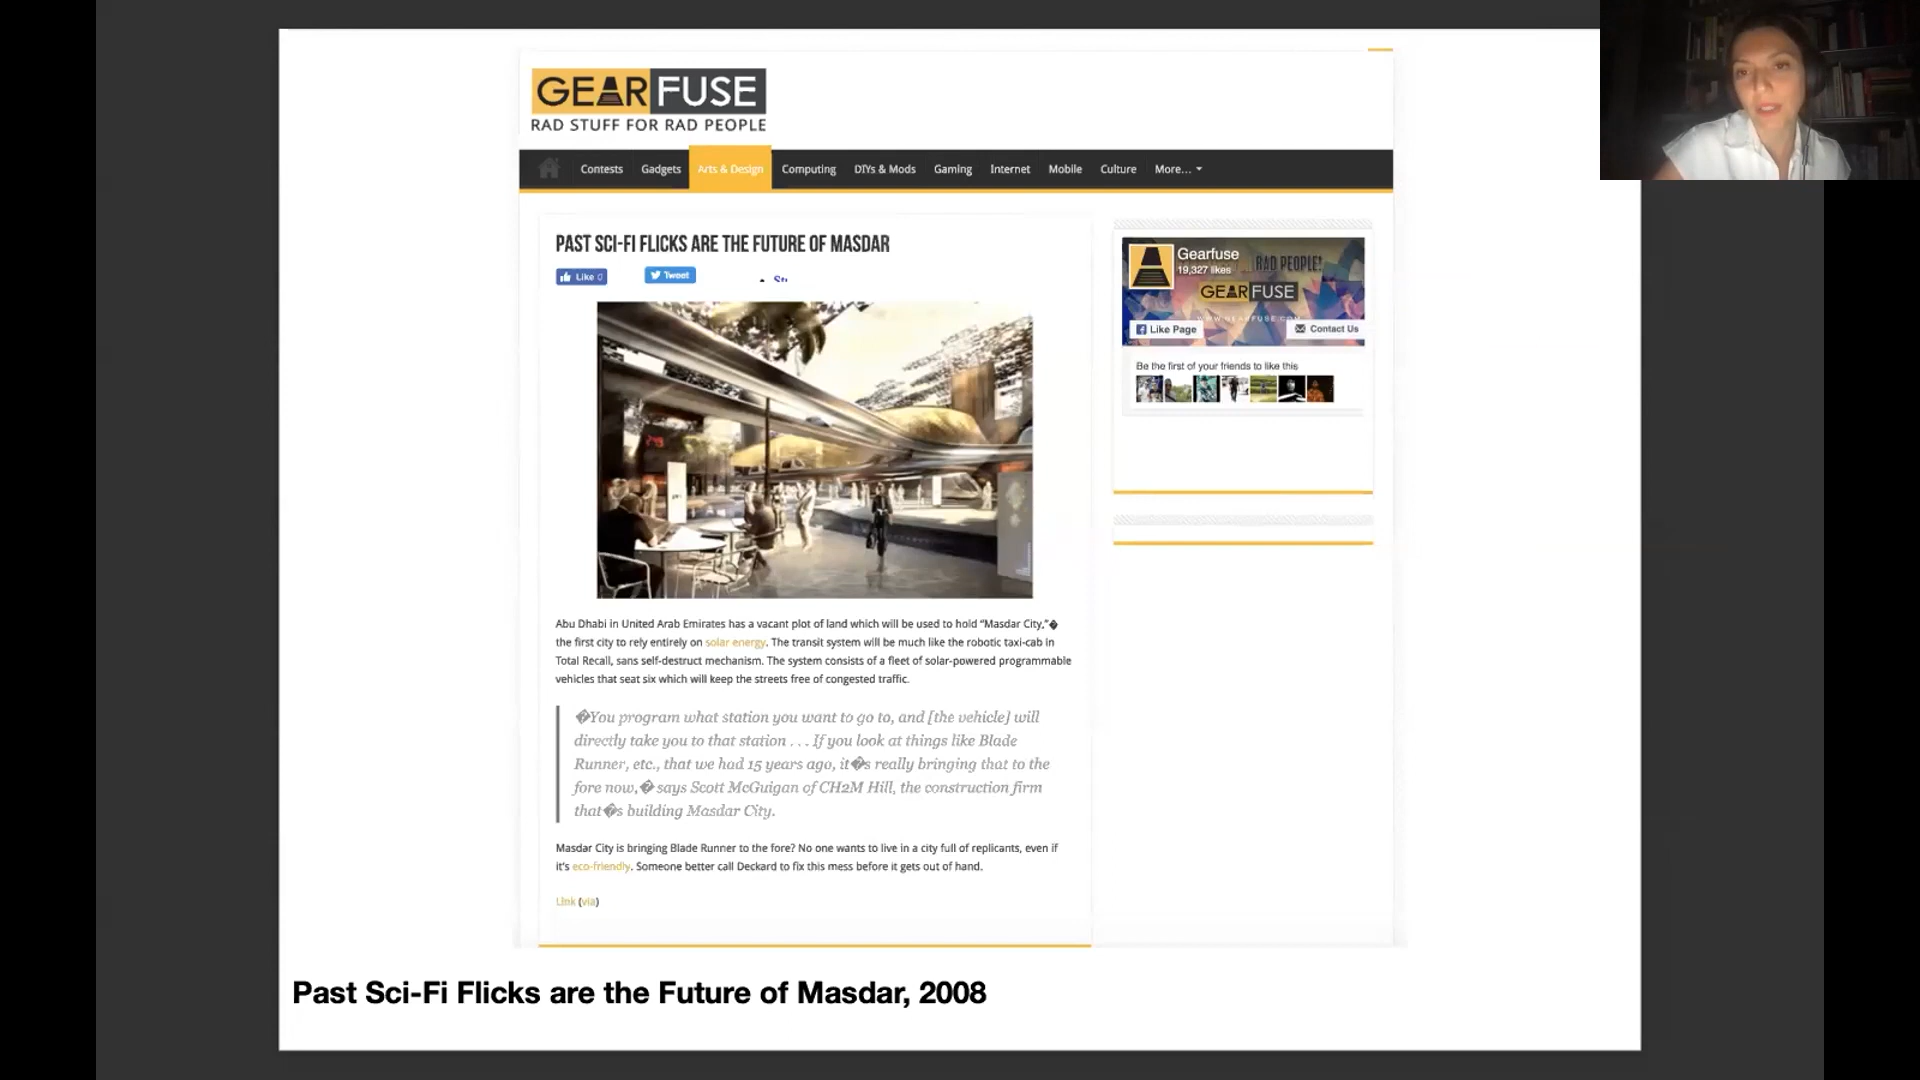 GEARFUSE
RAD STUFF FOR RAD PEOPLE
Contests Gadgets Arts & Design Computing DIYs & Mods Gaming Internet Mobile Culture More...
PAST SCI-FI FLICKS ARE THE FUTURE OF MASDAR
Like 0 Tweet
Gearfuse
19,327 likes
RAD PEOPLE!
GEARFUSE
WWW.GEARFUSE.COM
Like Page Contact Us
Be the first of your friends to like this
Abu Dhabi in United Arab Emirates has a vacant plot of land which will be used to hold “Masdar City,”�
the first city to rely entirely on solar energy. The transit system will be much like the robotic taxi-cab in
Total Recall, sans self-destruct mechanism. The system consists of a fleet of solar-powered programmable
vehicles that seat six which will keep the streets free of congested traffic.
�You program what station you want to go to, and [the vehicle] will
directly take you to that station . . . If you look at things like Blade
Runner, etc., that we had 15 years ago, it�s really bringing that to the
fore now,� says Scott McGuigan of CH2M Hill, the construction firm
that�s building Masdar City.
Masdar City is bringing Blade Runner to the fore? No one wants to live in a city full of replicants, even if
it's eco-friendly. Someone better call Deckard to fix this mess before it gets out of hand.
Link (via)
Past Sci-Fi Flicks are the Future of Masdar, 2008